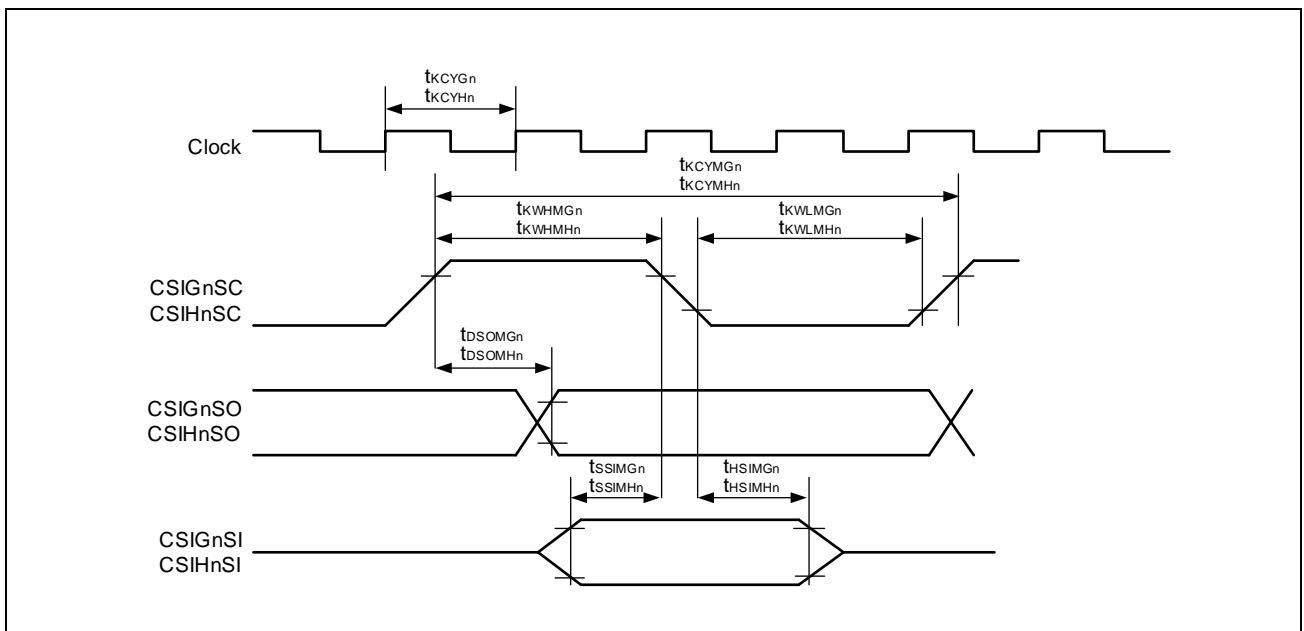 tKCYGn
tKCYHn
Clock
tKCYMGn
tKCYMHn
tKWHMGn
tKWHMHn
tKWLMGn
tKWLMHn
CSIGnSC
CSIHnSC
tDSOMGn
tDSOMHn
CSIGnSO
CSIHnSO
tSSIMGn
tSSIMHn
tHSIMGn
tHSIMHn
CSIGnSI
CSIHnSI